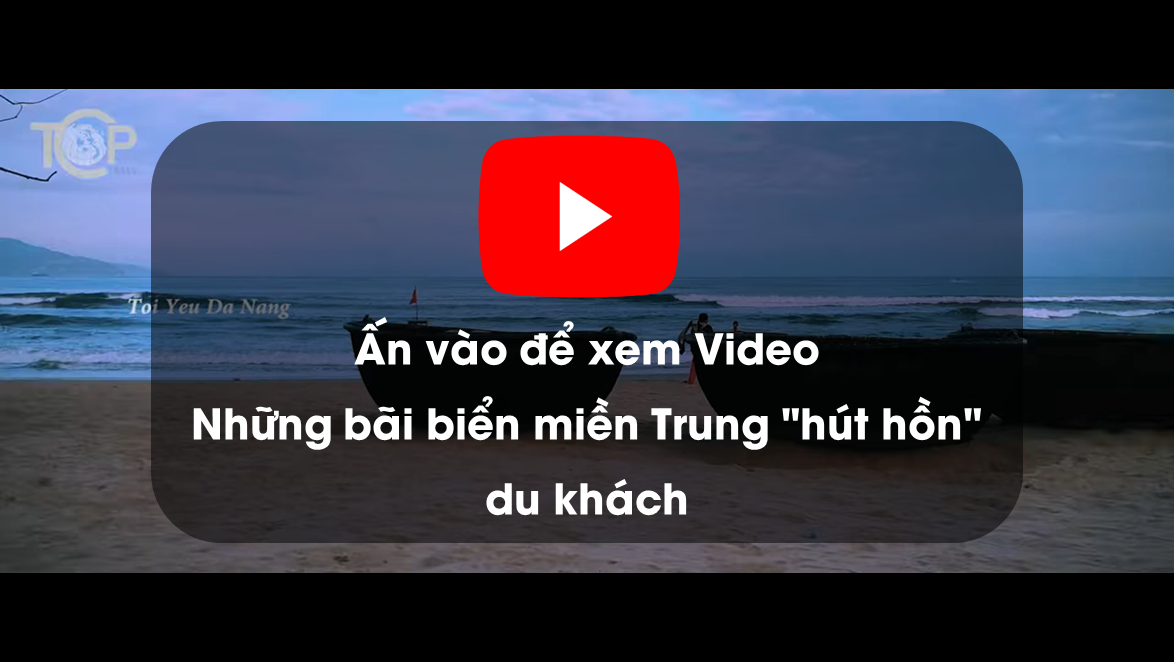 TCP
Toi Yeu Da Nang
Ấn vào để xem Video
Những bãi biển miền Trung "hút hồn"
du khách